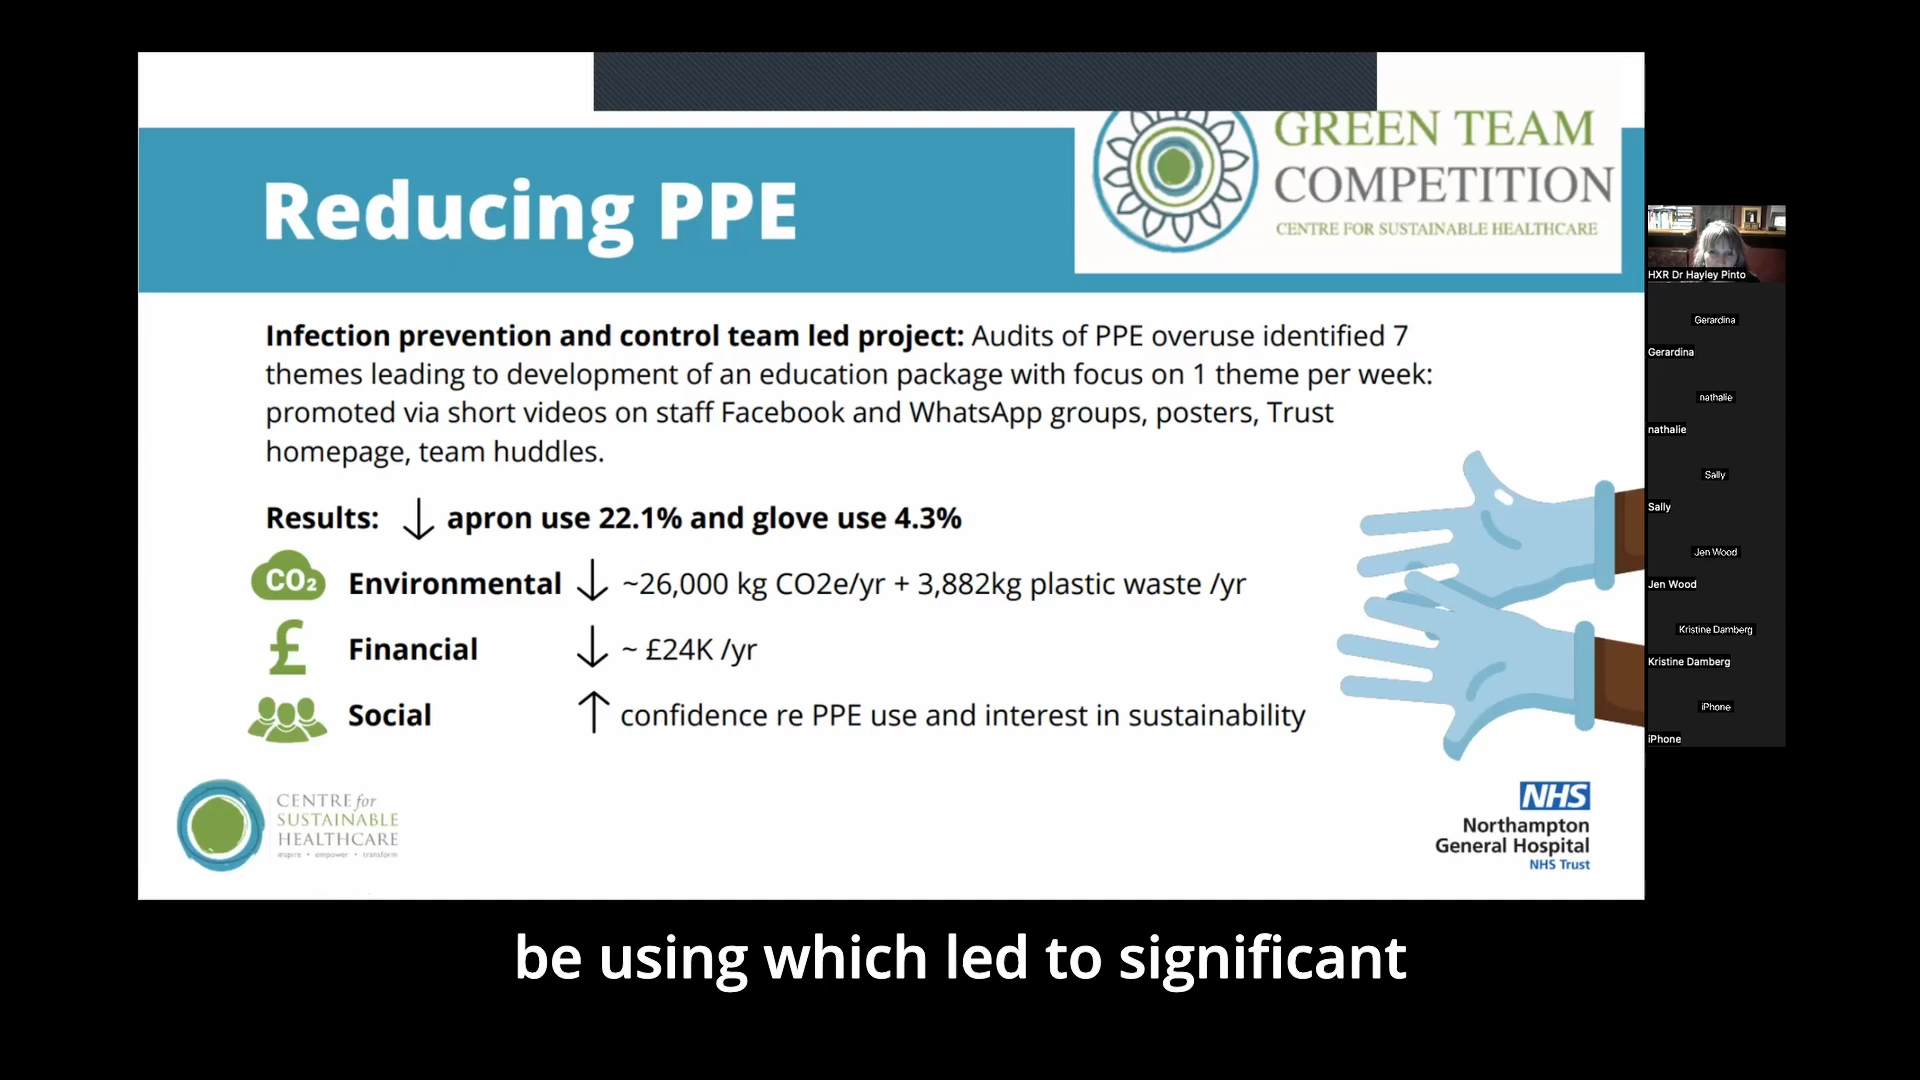 GREEN TEAM
COMPETITION
CENTRE FOR SUSTAINABLE HEALTHCARE
Reducing PPE
Infection prevention and control team led project: Audits of PPE overuse identified 7
themes leading to development of an education package with focus on 1 theme per week:
promoted via short videos on staff Facebook and WhatsApp groups, posters, Trust
homepage, team huddles.
Results: ↓ apron use 22.1% and glove use 4.3%
CO₂ Environmental ↓ ~26,000 kg CO2e/yr + 3,882kg plastic waste /yr
£ Financial ↓ ~ £24K /yr
Social ↑ confidence re PPE use and interest in sustainability
CENTRE for
SUSTAINABLE
HEALTHCARE
inspire • empower • transform
NHS
Northampton
General Hospital
NHS Trust
HXR Dr Hayley Pinto
Gerardina
Gerardina
nathalie
nathalie
Sally
Sally
Jen Wood
Jen Wood
Kristine Damberg
Kristine Damberg
iPhone
iPhone
be using which led to significant